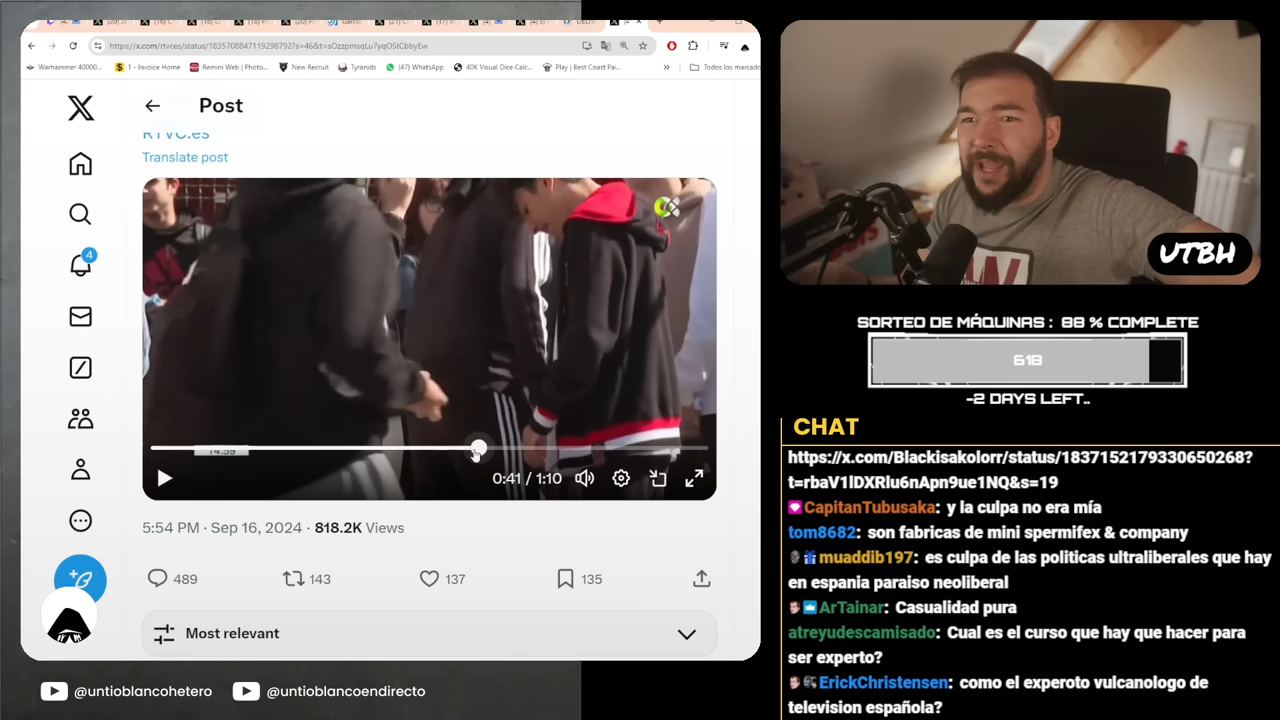 https://x.com/rtvces/status/1835708847119298792?s=46&t=sOzzpmsqLu7yqOStCbbyEw
Warhammer 40000...
1 - Invoice Home
Remini Web | Photo...
New Recruit
Tyranids
(47) WhatsApp
40K Visual Dice Calc...
Play | Best Coast Pai...
»
Todos los marcado
Post
RTVC.es
Translate post
4
14:59
0:41 / 1:10
5:54 PM · Sep 16, 2024 · 818.2K Views
489
143
137
135
Most relevant
@untioblancohetero
@untioblancoendirecto
UTBH
SORTEO DE MÁQUINAS : 88 % COMPLETE
618
-2 DAYS LEFT..
CHAT
https://x.com/Blackisakolorr/status/1837152179330650268?
t=rbaV1lDXRlu6nApn9ue1NQ&s=19
CapitanTubusaka: y la culpa no era mía
tom8682: son fabricas de mini spermifex & company
muaddib197: es culpa de las politicas ultraliberales que hay
en espania paraiso neoliberal
ArTainar: Casualidad pura
atreyudescamisado: Cual es el curso que hay que hacer para
ser experto?
ErickChristensen: como el experoto vulcanologo de
television española?